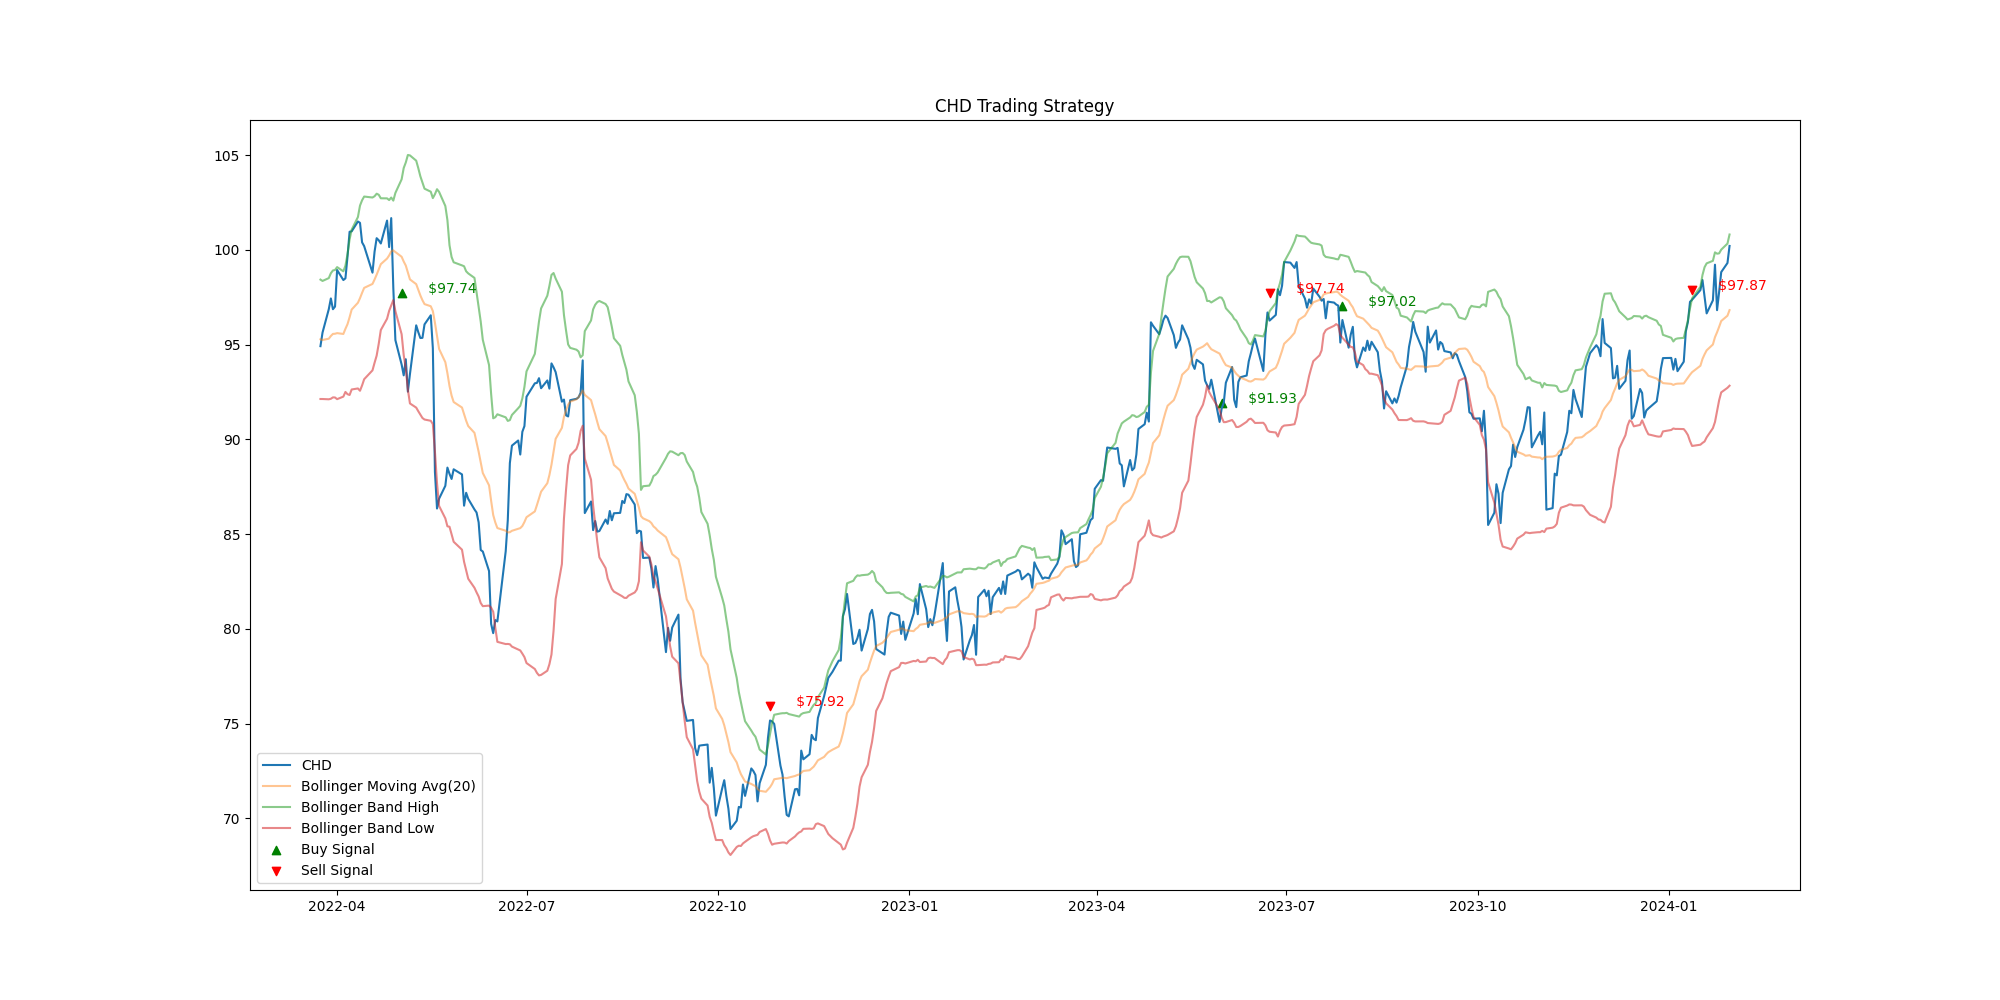 CHD Trading Strategy
105
100
95
90
85
80
75
70
$97.74
$75.92
$91.93
$97.74
$97.02
$97.87
CHD
Bollinger Moving Avg(20)
Bollinger Band High
Bollinger Band Low
Buy Signal
Sell Signal
2022-04 2022-07 2022-10 2023-01 2023-04 2023-07 2023-10 2024-01